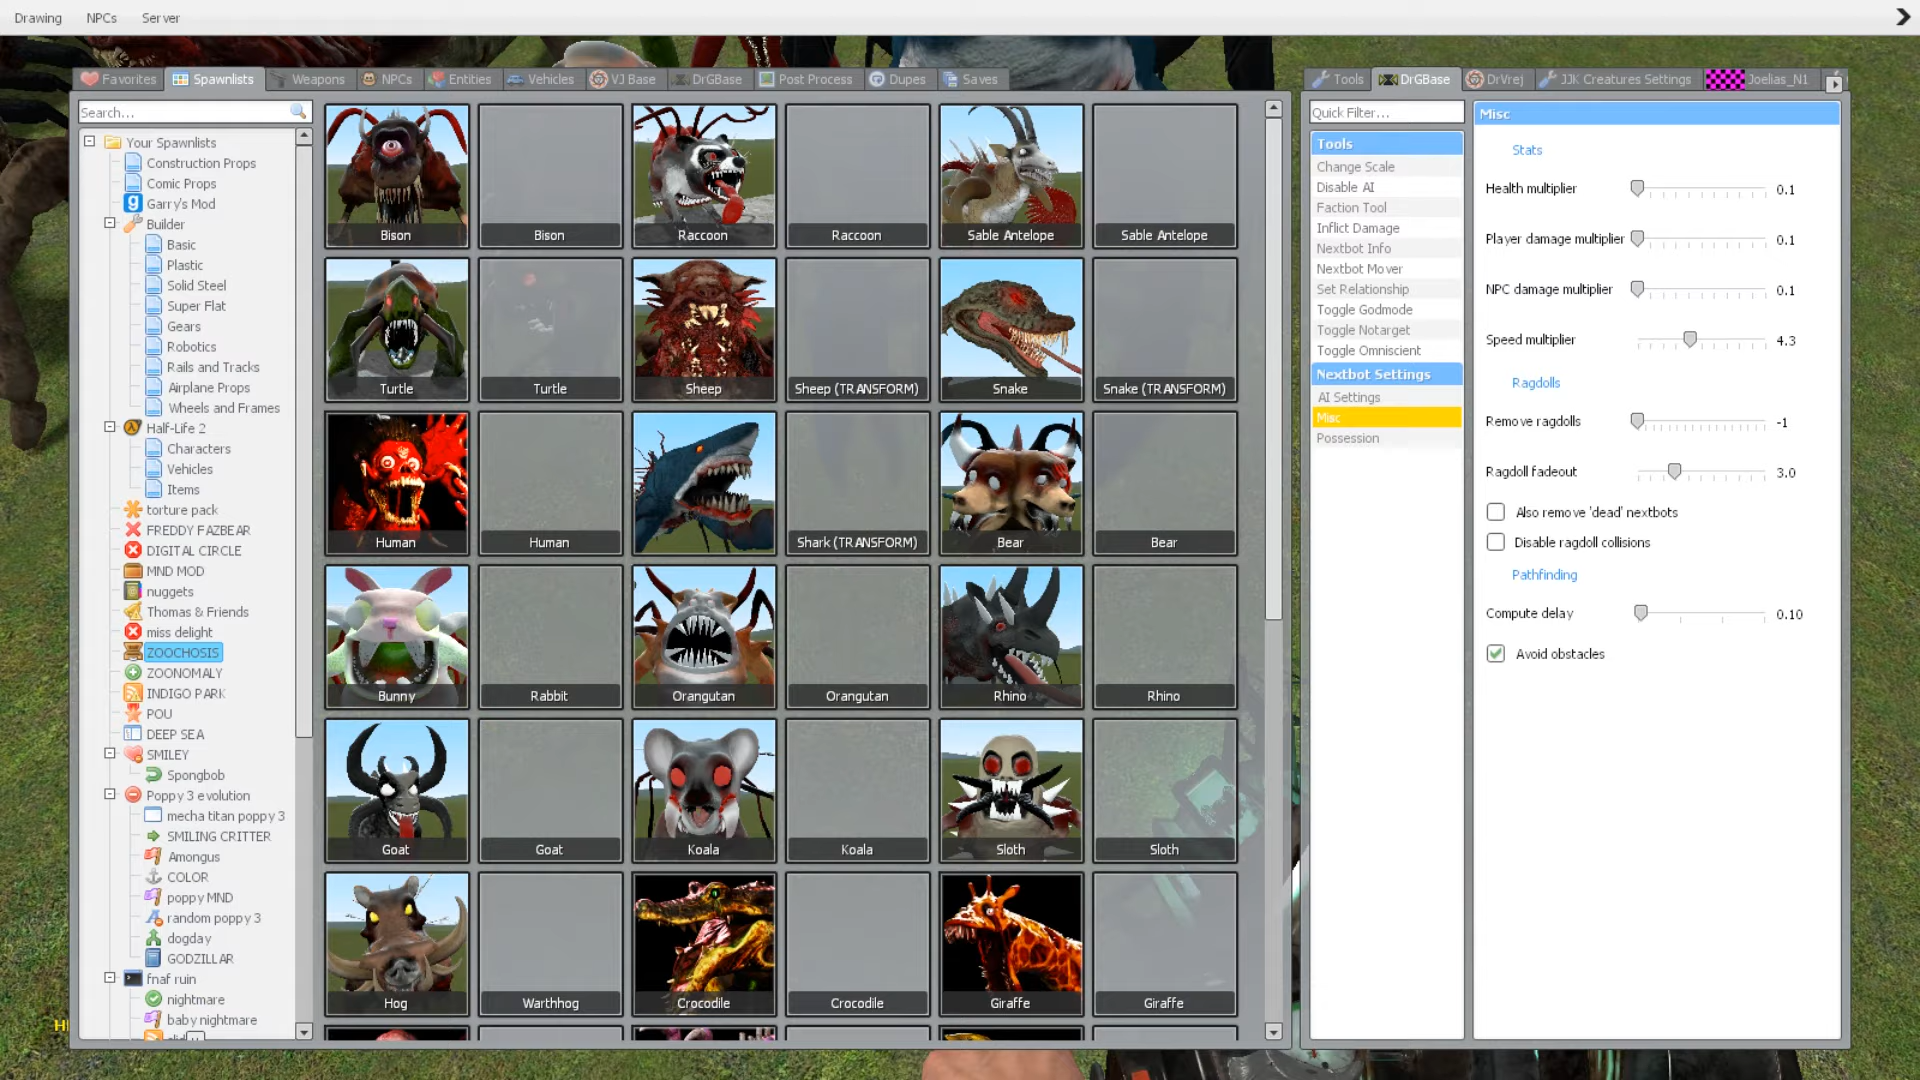 Drawing NPCs Server
Favorites Spawnlists Weapons NPCs Entities Vehicles VJ Base DrGBase Post Process Dupes Saves
Search...
Your Spawnlists
Construction Props
Comic Props
Garry's Mod
Builder
Basic
Plastic
Solid Steel
Super Flat
Gears
Robotics
Rails and Tracks
Airplane Props
Wheels and Frames
Half-Life 2
Characters
Vehicles
Items
torture pack
FREDDY FAZBEAR
DIGITAL CIRCLE
MND MOD
nuggets
Thomas & Friends
miss delight
ZOOCHOSIS
ZOONOMALY
INDIGO PARK
POU
DEEP SEA
SMILEY
Spongbob
Poppy 3 evolution
mecha titan poppy 3
SMILING CRITTER
Amongus
COLOR
poppy MND
random poppy 3
dogday
GODZILLAR
fnaf ruin
nightmare
baby nightmare
Bison Bison Raccoon Raccoon Sable Antelope Sable Antelope
Turtle Turtle Sheep Sheep (TRANSFORM) Snake Snake (TRANSFORM)
Human Human Shark (TRANSFORM) Bear Bear
Bunny Rabbit Orangutan Orangutan Rhino Rhino
Goat Goat Koala Koala Sloth Sloth
Hog Warthhog Crocodile Crocodile Giraffe Giraffe
Tools DrGBase DrVrej JJK Creatures Settings Joelias_N1
Quick Filter...
Tools
Change Scale
Disable AI
Faction Tool
Inflict Damage
Nextbot Info
Nextbot Mover
Set Relationship
Toggle Godmode
Toggle Notarget
Toggle Omniscient
Nextbot Settings
AI Settings
Misc
Possession
Misc
Stats
Health multiplier 0.1
Player damage multiplier 0.1
NPC damage multiplier 0.1
Speed multiplier 4.3
Ragdolls
Remove ragdolls -1
Ragdoll fadeout 3.0
Also remove 'dead' nextbots
Disable ragdoll collisions
Pathfinding
Compute delay 0.10
Avoid obstacles